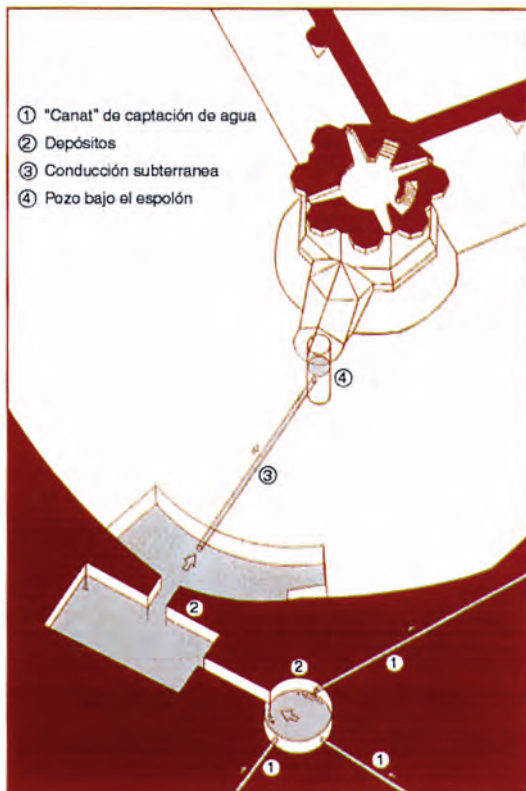 ① "Canat" de captación de agua
② Depósitos
③ Conducción subterranea
④ Pozo bajo el espolón
④
③
②
②
①
①
①